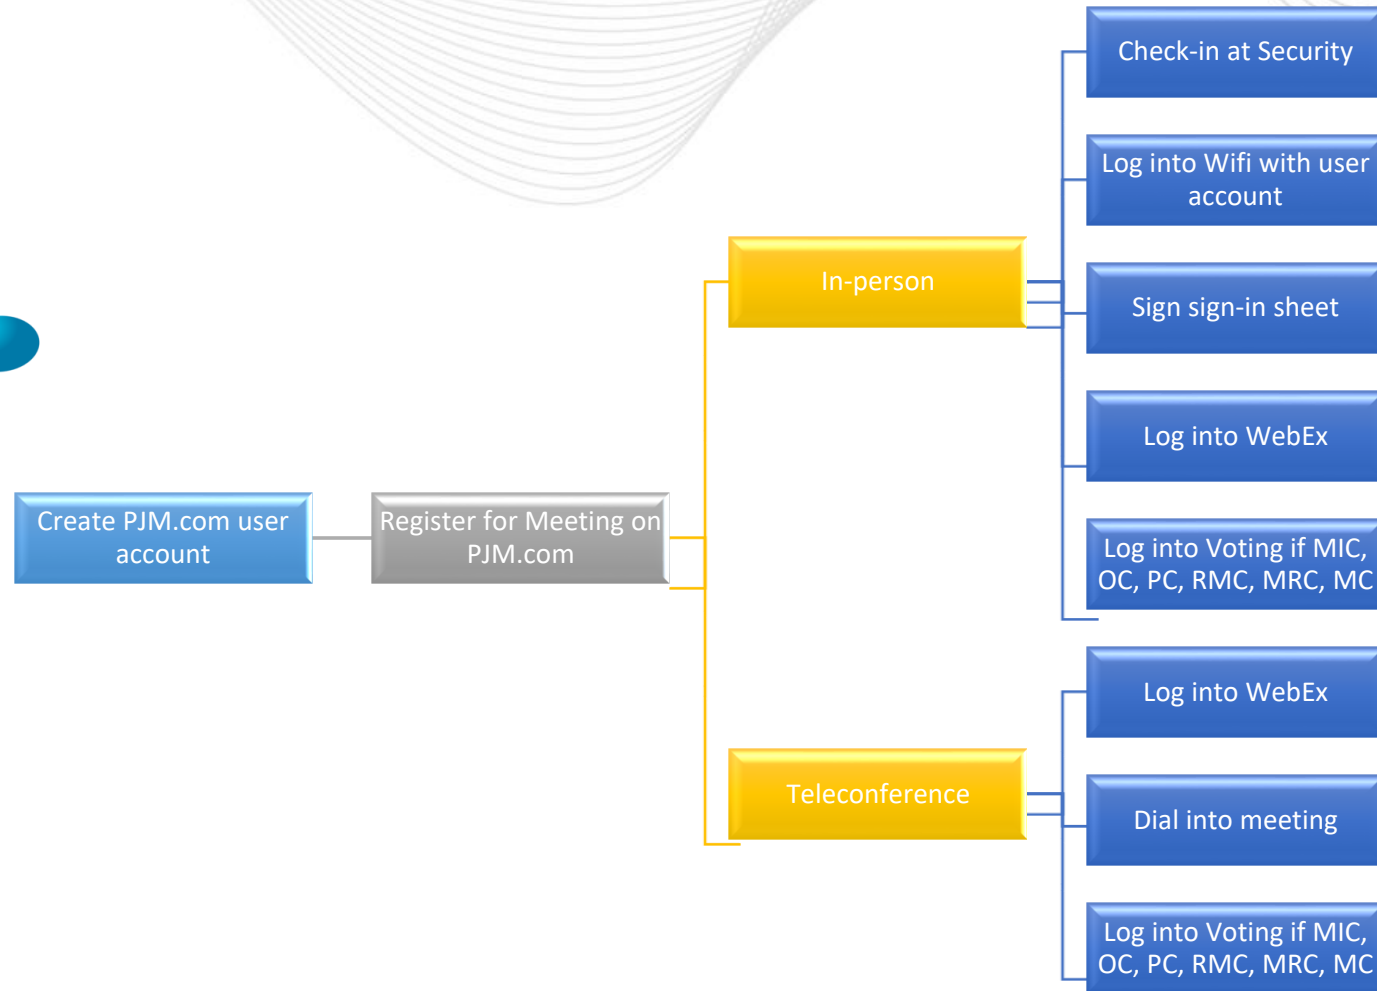 Check-in at Security
Log into Wifi with user
account
In-person
Sign sign-in sheet
Log into WebEx
Create PJM.com user
account
Register for Meeting on
PJM.com
Log into Voting if MIC,
OC, PC, RMC, MRC, MC
Log into WebEx
Teleconference
Dial into meeting
Log into Voting if MIC,
OC, PC, RMC, MRC, MC